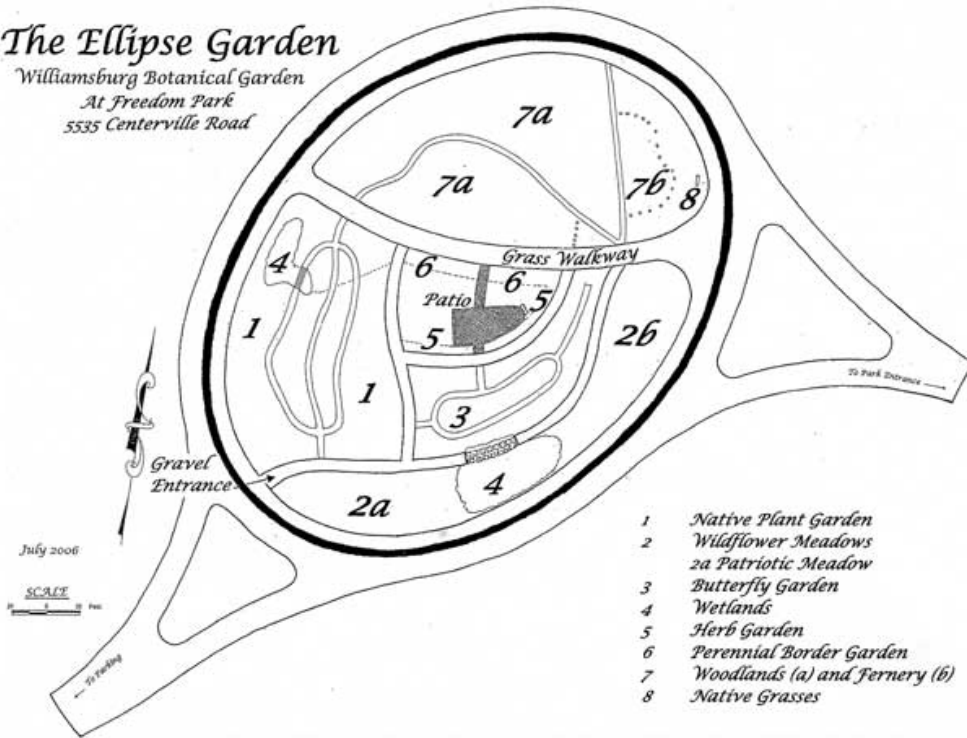 The Ellipse Garden
Williamsburg Botanical Garden
At Freedom Park
5535 Centerville Road
7a
7a
7b
8
Grass Walkway
4
6
6
Patio
5
5
1
2b
To Park Entrance
1
3
Gravel
Entrance
4
2a
July 2006
SCALE
Feet
To Parking
1 Native Plant Garden
2 Wildflower Meadows
2a Patriotic Meadow
3 Butterfly Garden
4 Wetlands
5 Herb Garden
6 Perennial Border Garden
7 Woodlands (a) and Fernery (b)
8 Native Grasses